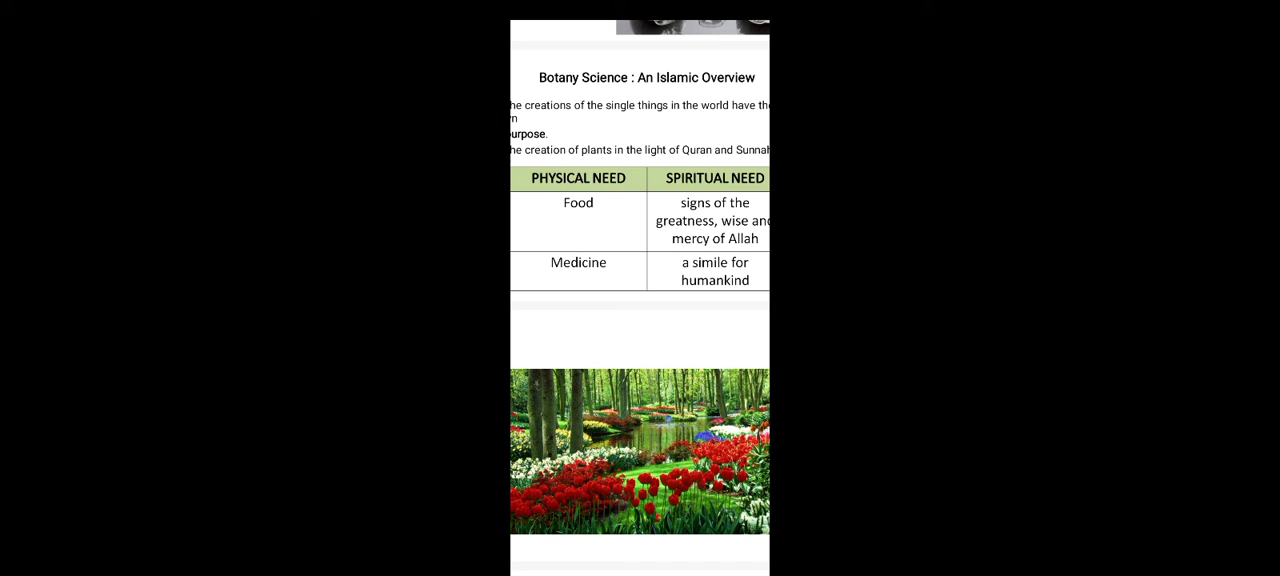 Botany Science : An Islamic Overview
he creations of the single things in the world have the
urpose.
he creation of plants in the light of Quran and Sunnah
PHYSICAL NEED SPIRITUAL NEED
Food signs of the
greatness, wise and
mercy of Allah
Medicine a simile for
humankind